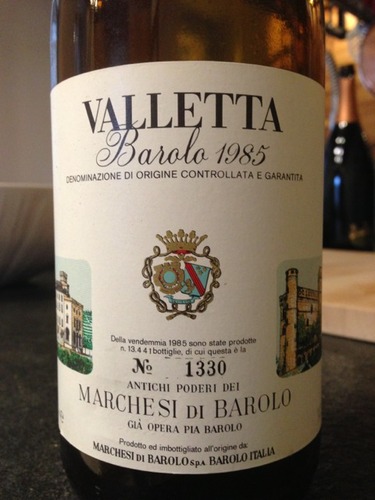 VALLETTA
Barolo 1985
DENOMINAZIONE DI ORIGINE CONTROLLATA E GARANTITA
Della vendemmia 1985 sono state prodotte
n. 13.441 bottiglie, di cui questa è la
No 1330
ANTICHI PODERI DEI
MARCHESI DI BAROLO
GIÀ OPERA PIA BAROLO
Prodotto ed imbottigliato all'origine da:
MARCHESI DI BAROLO S.p.A. BAROLO ITALIA